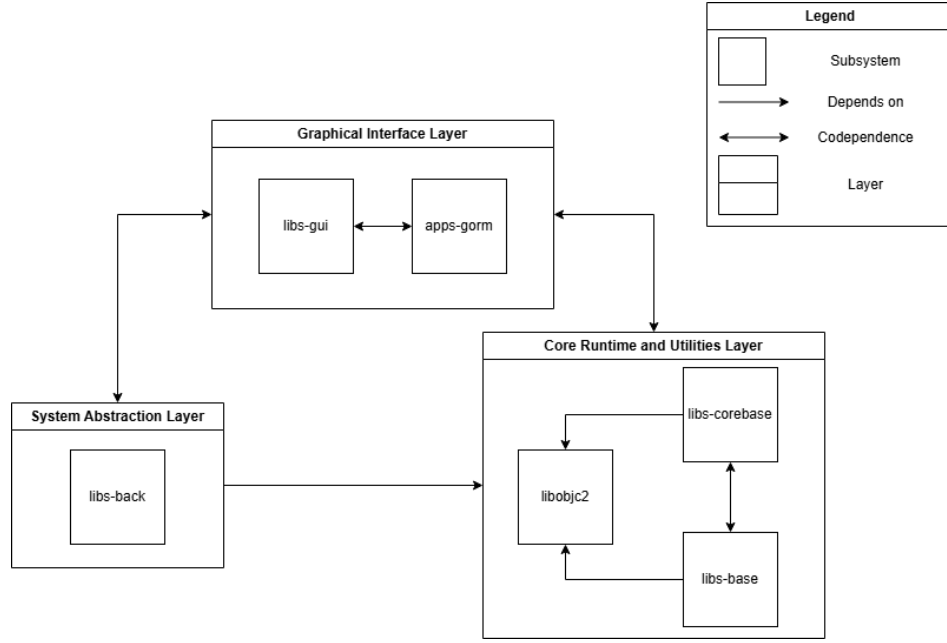 Legend
Subsystem
Depends on
Codependence
Layer
Graphical Interface Layer
libs-gui
apps-gorm
Core Runtime and Utilities Layer
libs-corebase
libobjc2
libs-base
System Abstraction Layer
libs-back